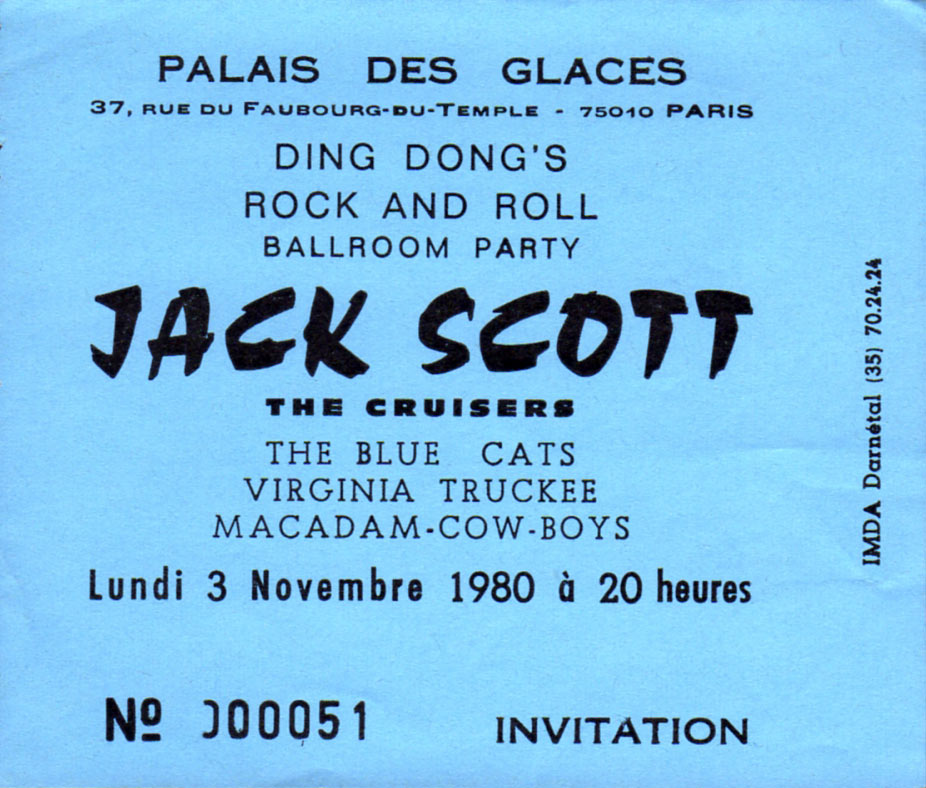 PALAIS DES GLACES
37, RUE DU FAUBOURG-DU-TEMPLE - 75010 PARIS
DING DONG'S
ROCK AND ROLL
BALLROOM PARTY
JACK SCOTT
THE CRUISERS
THE BLUE CATS
VIRGINIA TRUCKEE
MACADAM-COW-BOYS
Lundi 3 Novembre 1980 à 20 heures
Nº 000051
INVITATION
IMDA Darnétal (35) 70.24.24